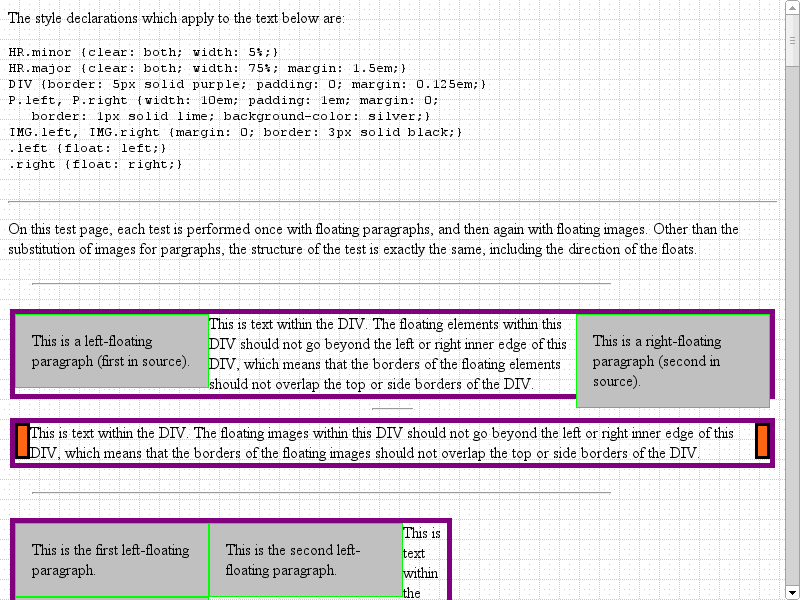 The style declarations which apply to the text below are:
HR.minor {clear: both; width: 5%;}
HR.major {clear: both; width: 75%; margin: 1.5em;}
DIV {border: 5px solid purple; padding: 0; margin: 0.125em;}
P.left, P.right {width: 10em; padding: 1em; margin: 0;
border: 1px solid lime; background-color: silver;}
IMG.left, IMG.right {margin: 0; border: 3px solid black;}
.left {float: left;}
.right {float: right;}
On this test page, each test is performed once with floating paragraphs, and then again with floating images. Other than the
substitution of images for pargraphs, the structure of the test is exactly the same, including the direction of the floats.
This is a left-floating
paragraph (first in source).
This is text within the DIV. The floating elements within this
DIV should not go beyond the left or right inner edge of this
DIV, which means that the borders of the floating elements
should not overlap the top or side borders of the DIV.
This is a right-floating
paragraph (second in
source).
This is text within the DIV. The floating images within this DIV should not go beyond the left or right inner edge of this
DIV, which means that the borders of the floating images should not overlap the top or side borders of the DIV.
This is the first left-floating
paragraph.
This is the second left-
floating paragraph.
This is
text
within
the